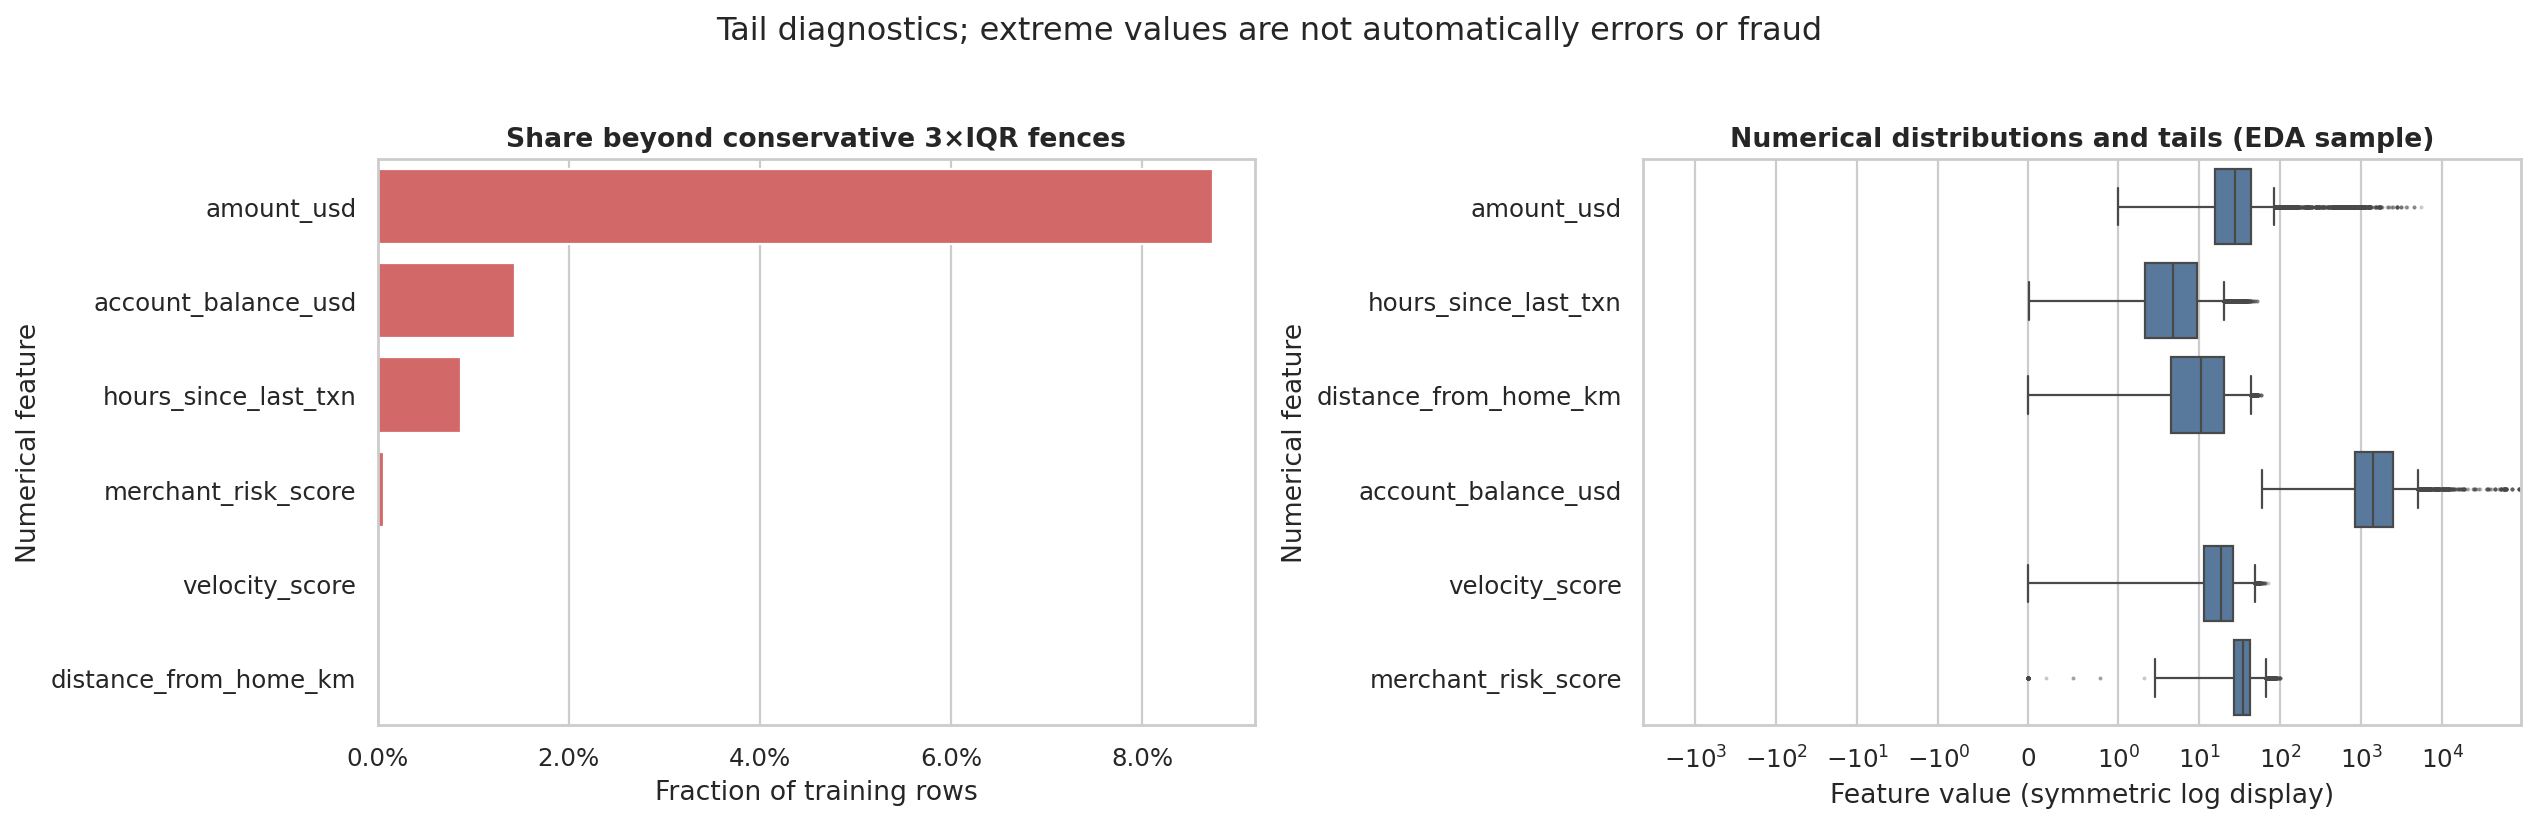 Tail diagnostics; extreme values are not automatically errors or fraud
Share beyond conservative 3×IQR fences
Numerical feature
amount_usd
account_balance_usd
hours_since_last_txn
merchant_risk_score
velocity_score
distance_from_home_km
0.0% 2.0% 4.0% 6.0% 8.0%
Fraction of training rows
Numerical distributions and tails (EDA sample)
Numerical feature
amount_usd
hours_since_last_txn
distance_from_home_km
account_balance_usd
velocity_score
merchant_risk_score
−10³ −10² −10¹ −10⁰ 0 10⁰ 10¹ 10² 10³ 10⁴
Feature value (symmetric log display)